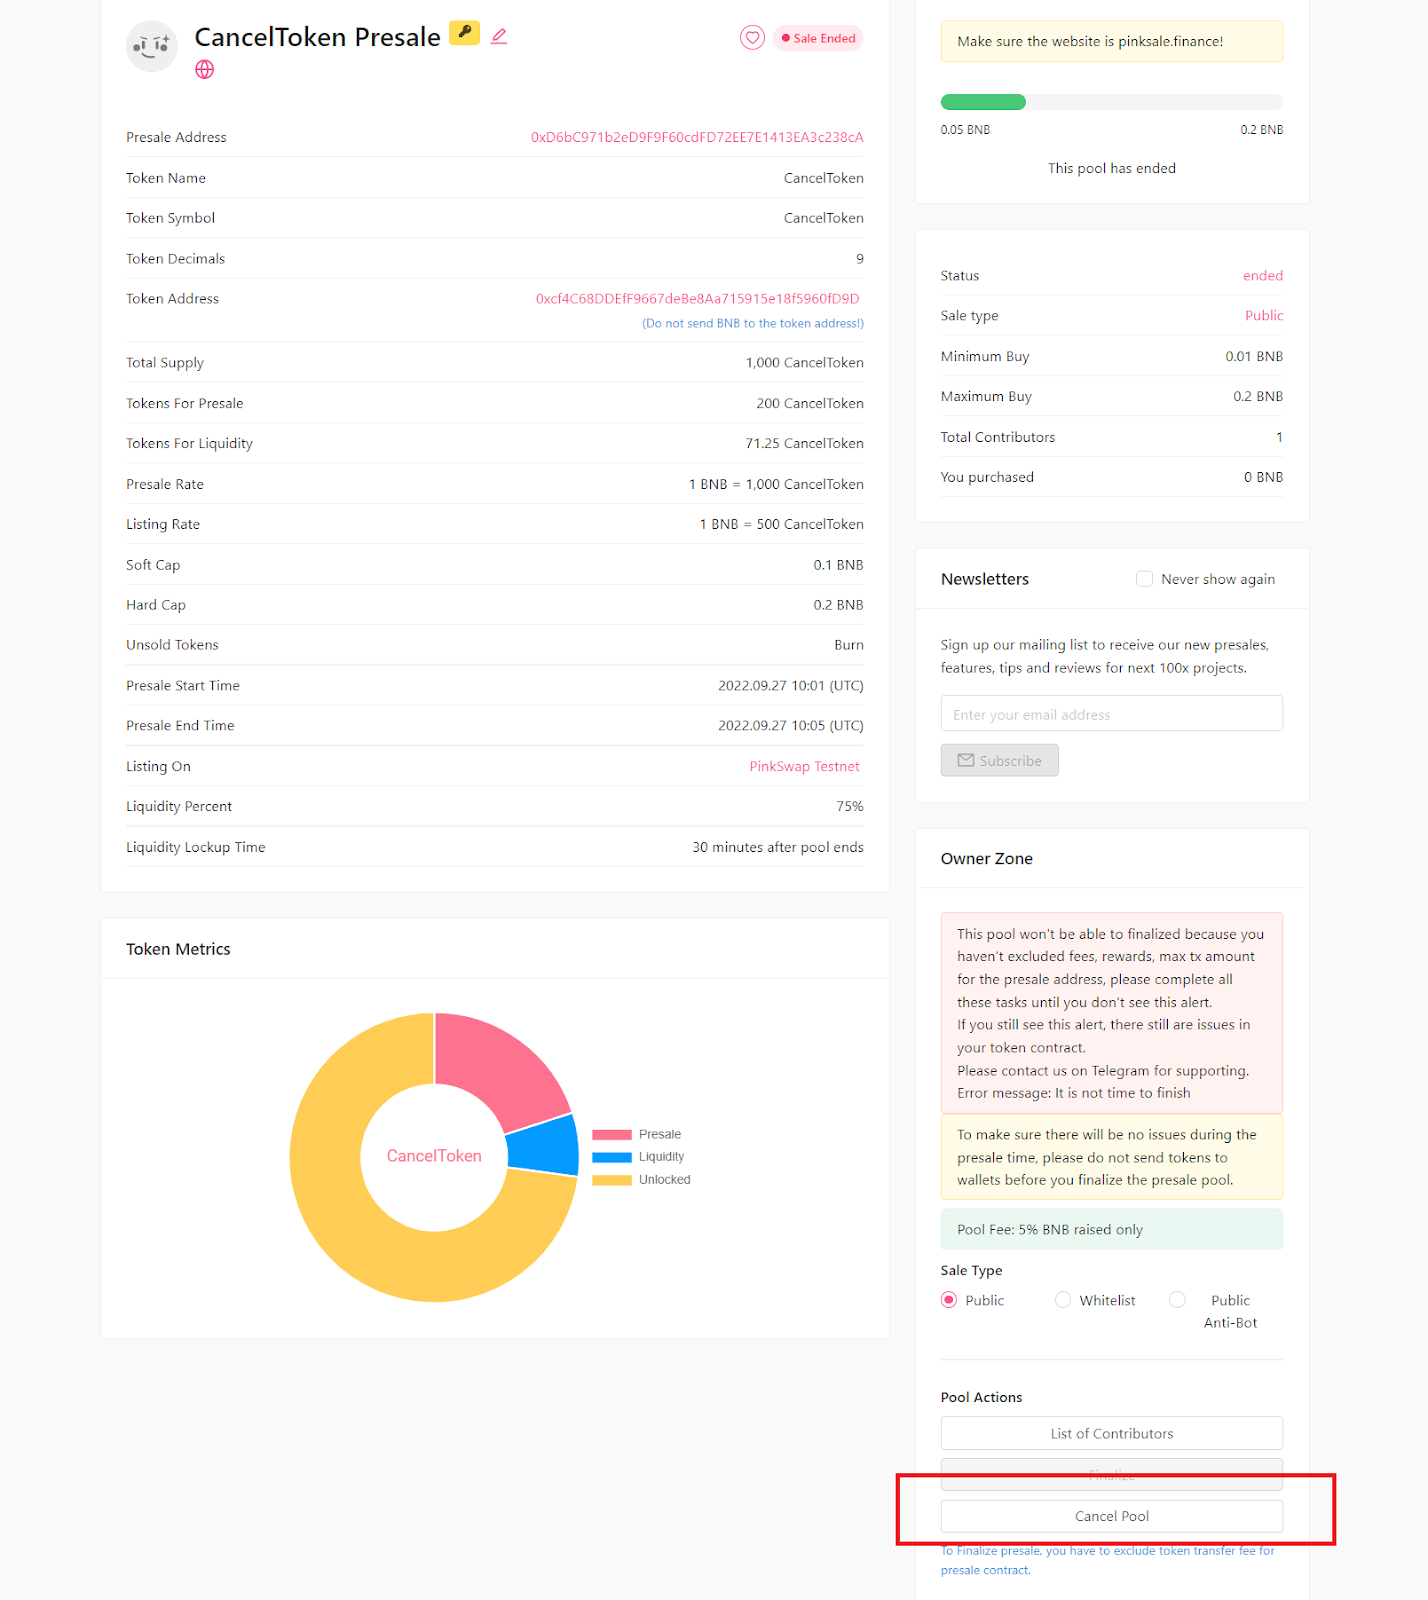 CancelToken Presale
Sale Ended
Presale Address 0xD6bC971b2eD9F9F60cdFD72EE7E1413EA3c238cA
Token Name CancelToken
Token Symbol CancelToken
Token Decimals 9
Token Address 0xcf4C68DDEfF9667deBe8Aa715915e18f5960fD9D
(Do not send BNB to the token address!)
Total Supply 1,000 CancelToken
Tokens For Presale 200 CancelToken
Tokens For Liquidity 71.25 CancelToken
Presale Rate 1 BNB = 1,000 CancelToken
Listing Rate 1 BNB = 500 CancelToken
Soft Cap 0.1 BNB
Hard Cap 0.2 BNB
Unsold Tokens Burn
Presale Start Time 2022.09.27 10:01 (UTC)
Presale End Time 2022.09.27 10:05 (UTC)
Listing On PinkSwap Testnet
Liquidity Percent 75%
Liquidity Lockup Time 30 minutes after pool ends
Token Metrics
CancelToken
Presale
Liquidity
Unlocked
Make sure the website is pinksale.finance!
0.05 BNB 0.2 BNB
This pool has ended
Status ended
Sale type Public
Minimum Buy 0.01 BNB
Maximum Buy 0.2 BNB
Total Contributors 1
You purchased 0 BNB
Newsletters Never show again
Sign up our mailing list to receive our new presales,
features, tips and reviews for next 100x projects.
Enter your email address
Subscribe
Owner Zone
This pool won't be able to finalized because you
haven't excluded fees, rewards, max tx amount
for the presale address, please complete all
these tasks until you don't see this alert.
If you still see this alert, there still are issues in
your token contract.
Please contact us on Telegram for supporting.
Error message: It is not time to finish
To make sure there will be no issues during the
presale time, please do not send tokens to
wallets before you finalize the presale pool.
Pool Fee: 5% BNB raised only
Sale Type
Public Whitelist Public
Anti-Bot
Pool Actions
List of Contributors
Finalize
Cancel Pool
To Finalize presale, you have to exclude token transfer fee for
presale contract.